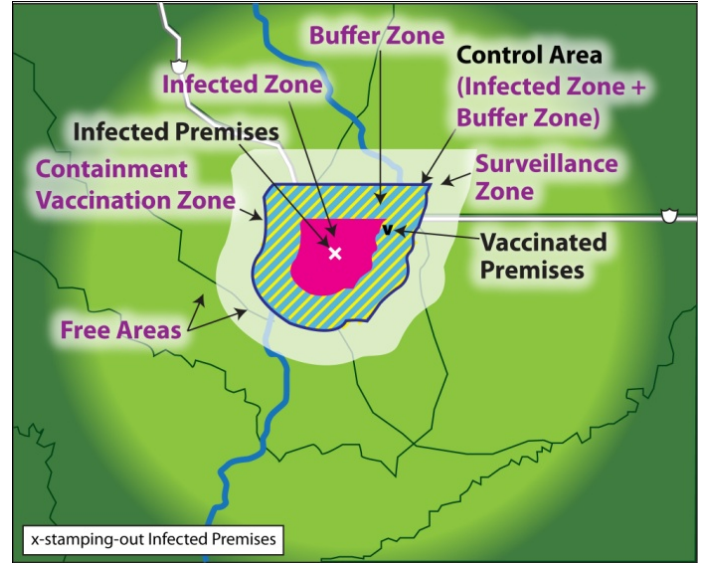 Buffer Zone
Control Area
(Infected Zone +
Buffer Zone)
Infected Zone
Infected Premises
Containment
Vaccination Zone
Surveillance
Zone
v
Vaccinated
Premises
x
Free Areas
x-stamping-out Infected Premises